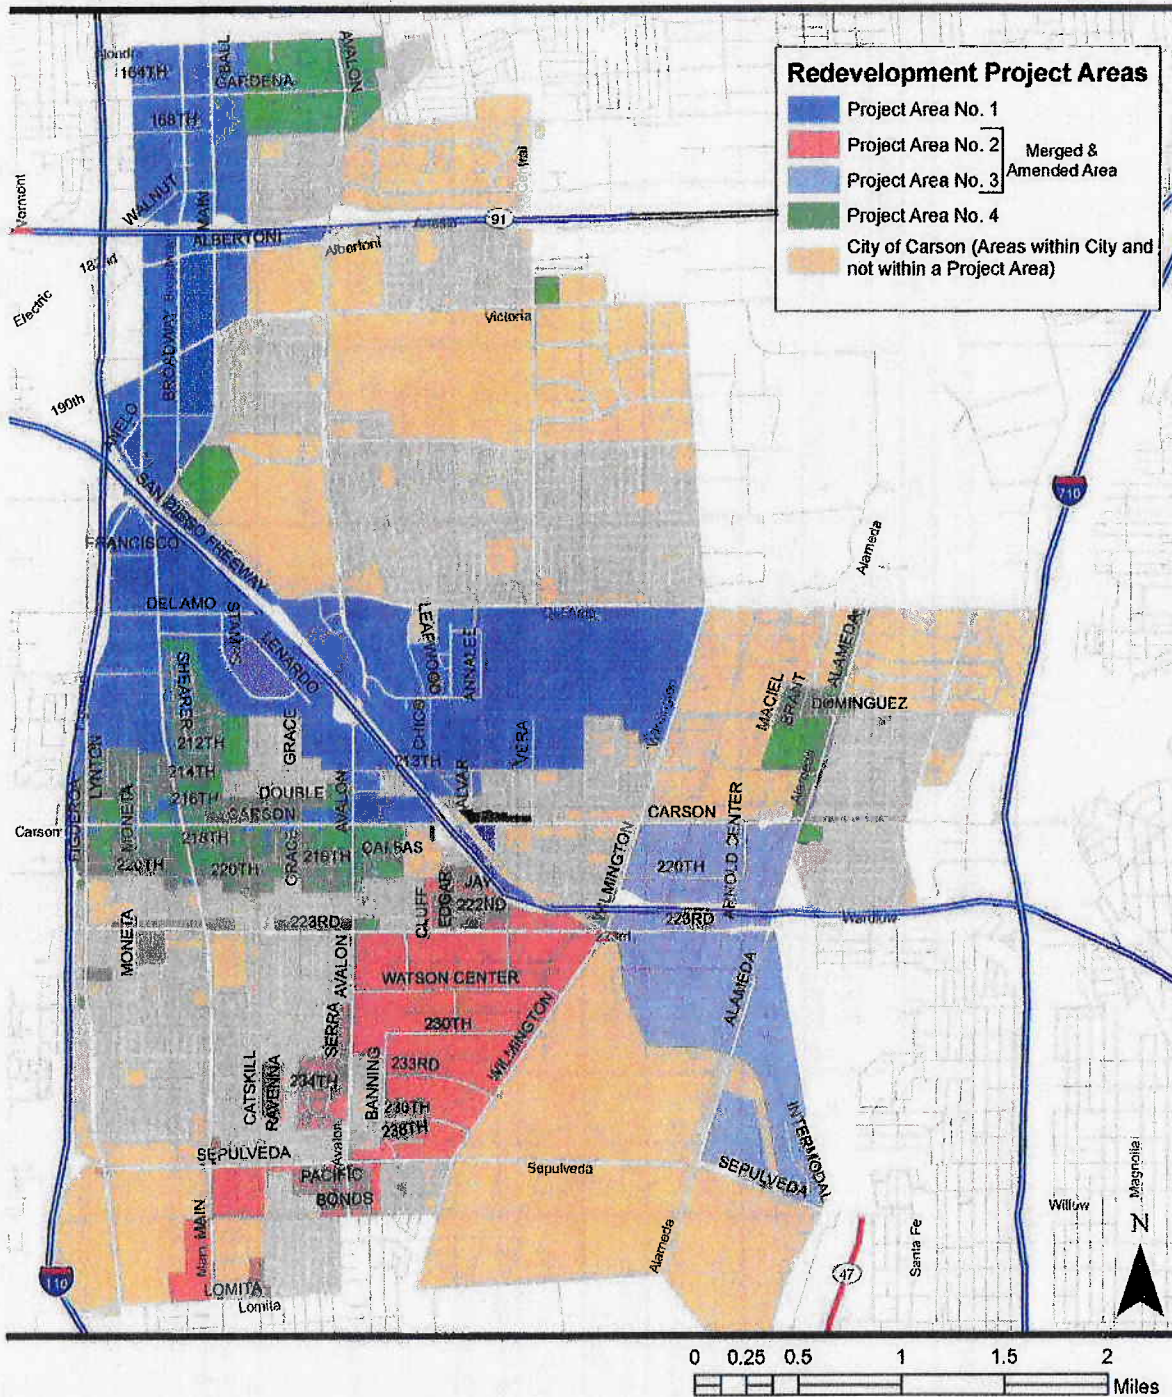 Redevelopment Project Areas
Project Area No. 1
Project Area No. 2
Merged &
Amended Area
Project Area No. 3
Project Area No. 4
City of Carson (Areas within City and
not within a Project Area)
164TH
GARDENA
AVALON
168TH
Vermont
WALNUT
MAIN
91
ALBERTONI
Albertoni
182nd
Electric
Victoria
BROADWAY
190th
SAN DIEGO FREEWAY
710
FRANCISCO
Alameda
DEL AMO
STAMPS
LENARDO
ANNALEE
SHEARER
MACIEL
BRANT
ALAMEDA
DOMINGUEZ
LYNTON
212TH
GRACE
CHICO
213TH
VERA
214TH
216TH
DOUBLE
AVALON
ALVAR
Alameda
Carson
FIGUEROA
MONETA
CARSON
CARSON
ARNOLD CENTER
218TH
219TH
CALBAS
220TH
220TH
GRACE
220TH
WILMINGTON
CLUFF
EDGAR
JAY
222ND
223RD
223RD
Wardlow
223rd
MONETA
SERRA
AVALON
WATSON CENTER
ALAMEDA
230TH
WILMINGTON
233RD
CATSKILL
RAVENNA
234TH
BANNING
236TH
238TH
INTERMODAL
SEPULVEDA
Avalon
Sepulveda
SEPULVEDA
PACIFIC
BONDS
Main
MAIN
Alameda
Santa Fe
Willow
Magnolia
N
110
LOMITA
Lomita
47
0 0.25 0.5 1 1.5 2
Miles